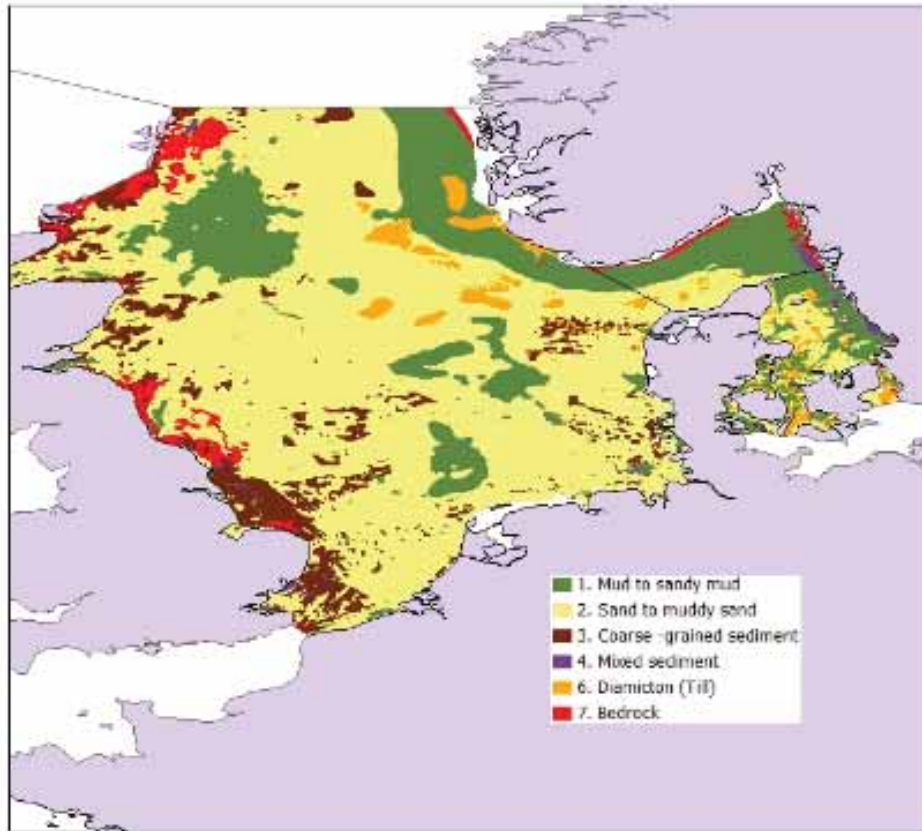 1. Mud to sandy mud
2. Sand to muddy sand
3. Coarse -grained sediment
4. Mixed sediment
6. Diamicton (Till)
7. Bedrock